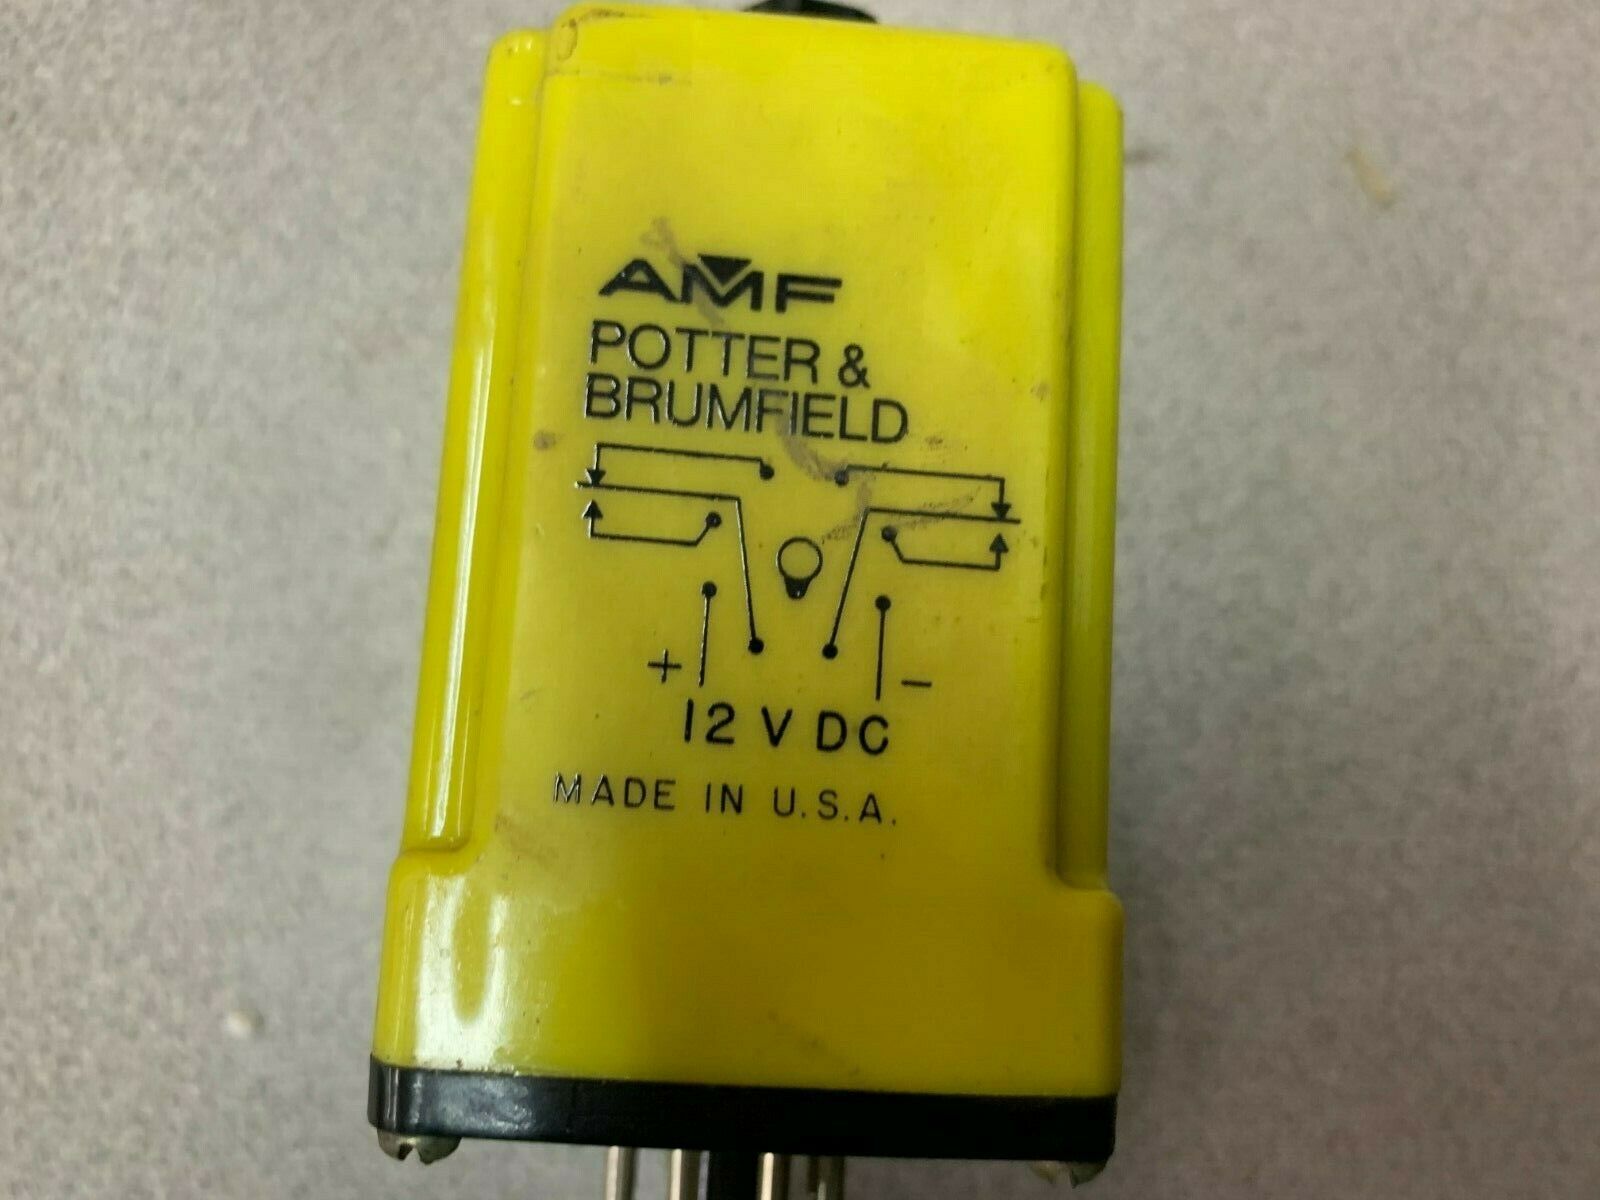 AMF
POTTER &
BRUMFIELD
+ -
12 V DC
MADE IN U.S.A.